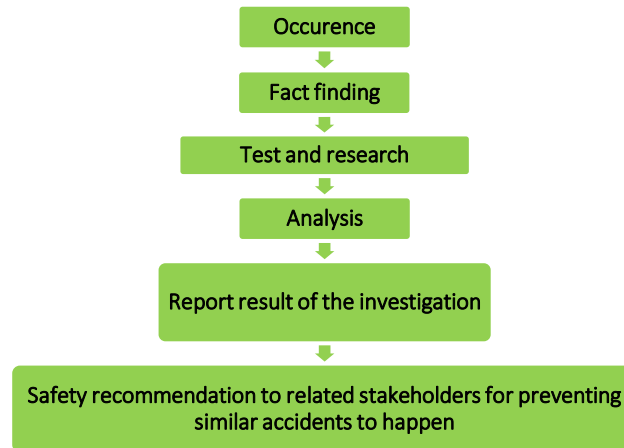 Occurence
Fact finding
Test and research
Analysis
Report result of the investigation
Safety recommendation to related stakeholders for preventing
similar accidents to happen